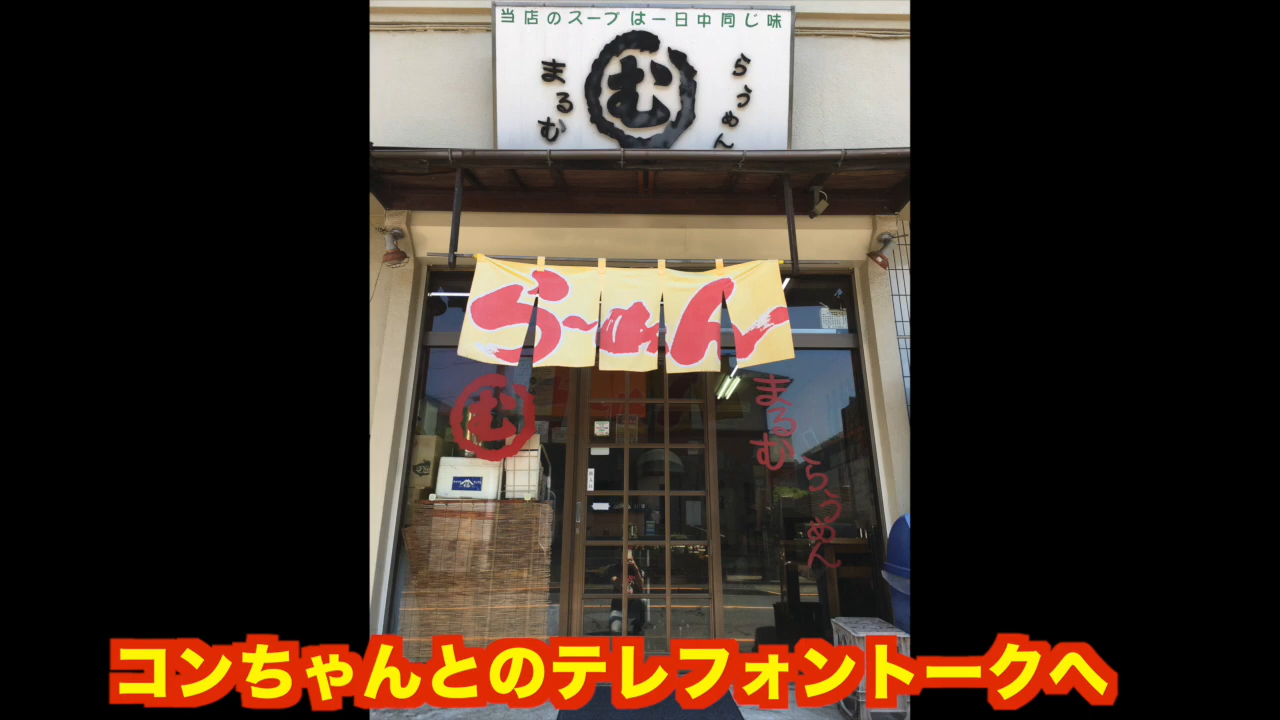 当店のスープは一日中同じ味
まるむ
む
らうめん
らーめん
む
まるむ
らうめん
コンちゃんとのテレフォントークへ